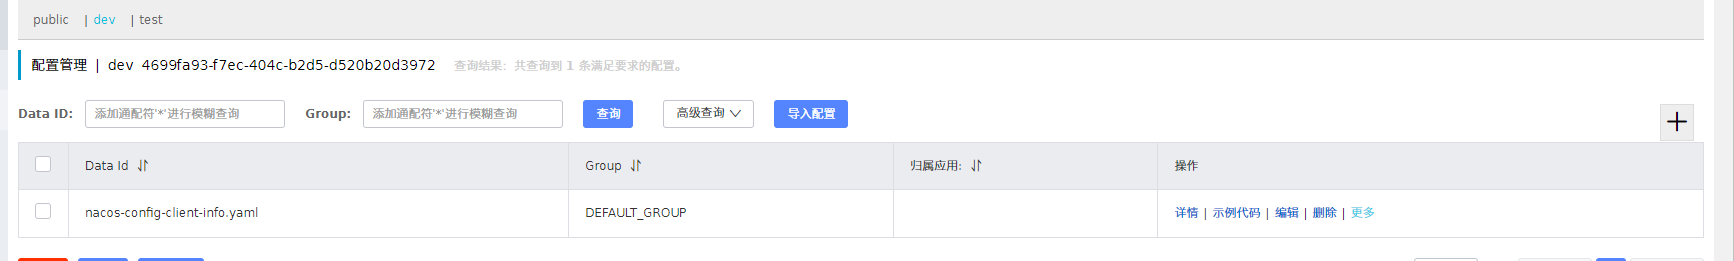 public | dev | test
配置管理 | dev 4699fa93-f7ec-404c-b2d5-d520b20d3972 查询结果：共查询到 1 条满足要求的配置。
Data ID: 添加通配符'*'进行模糊查询 Group: 添加通配符'*'进行模糊查询 查询 高级查询 导入配置
Data Id Group 归属应用: 操作
nacos-config-client-info.yaml DEFAULT_GROUP 详情 | 示例代码 | 编辑 | 删除 | 更多